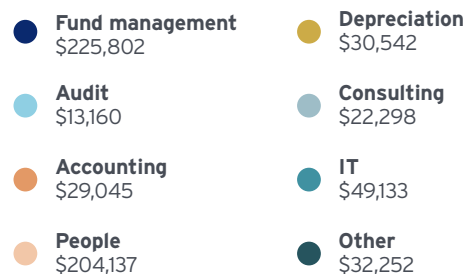 Fund management
$225,802
Audit
$13,160
Accounting
$29,045
People
$204,137
Depreciation
$30,542
Consulting
$22,298
IT
$49,133
Other
$32,252